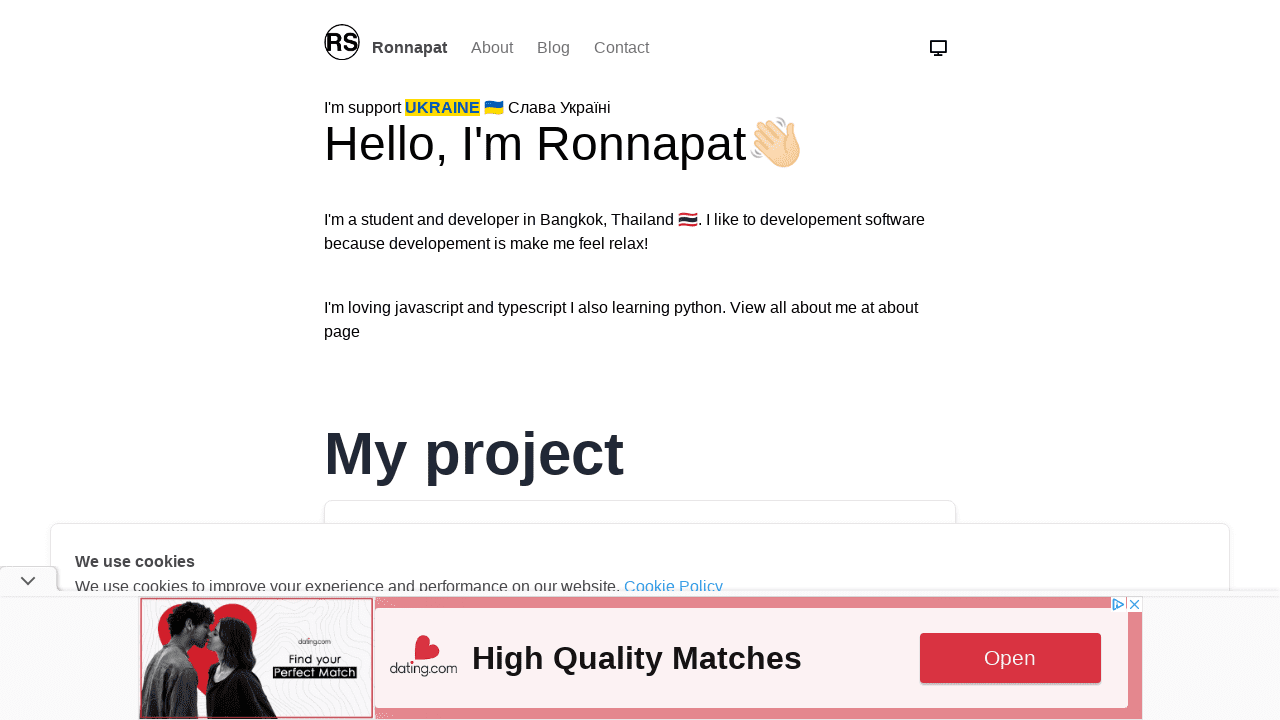 RS Ronnapat About Blog Contact
I'm support UKRAINE 🇺🇦 Слава Україні
Hello, I'm Ronnapat👋🏻
I'm a student and developer in Bangkok, Thailand 🇹🇭. I like to developement software
because developement is make me feel relax!
I'm loving javascript and typescript I also learning python. View all about me at about
page
My project
We use cookies
We use cookies to improve your experience and performance on our website. Cookie Policy
dating.com
Find your
Perfect Match
dating.com
High Quality Matches
Open